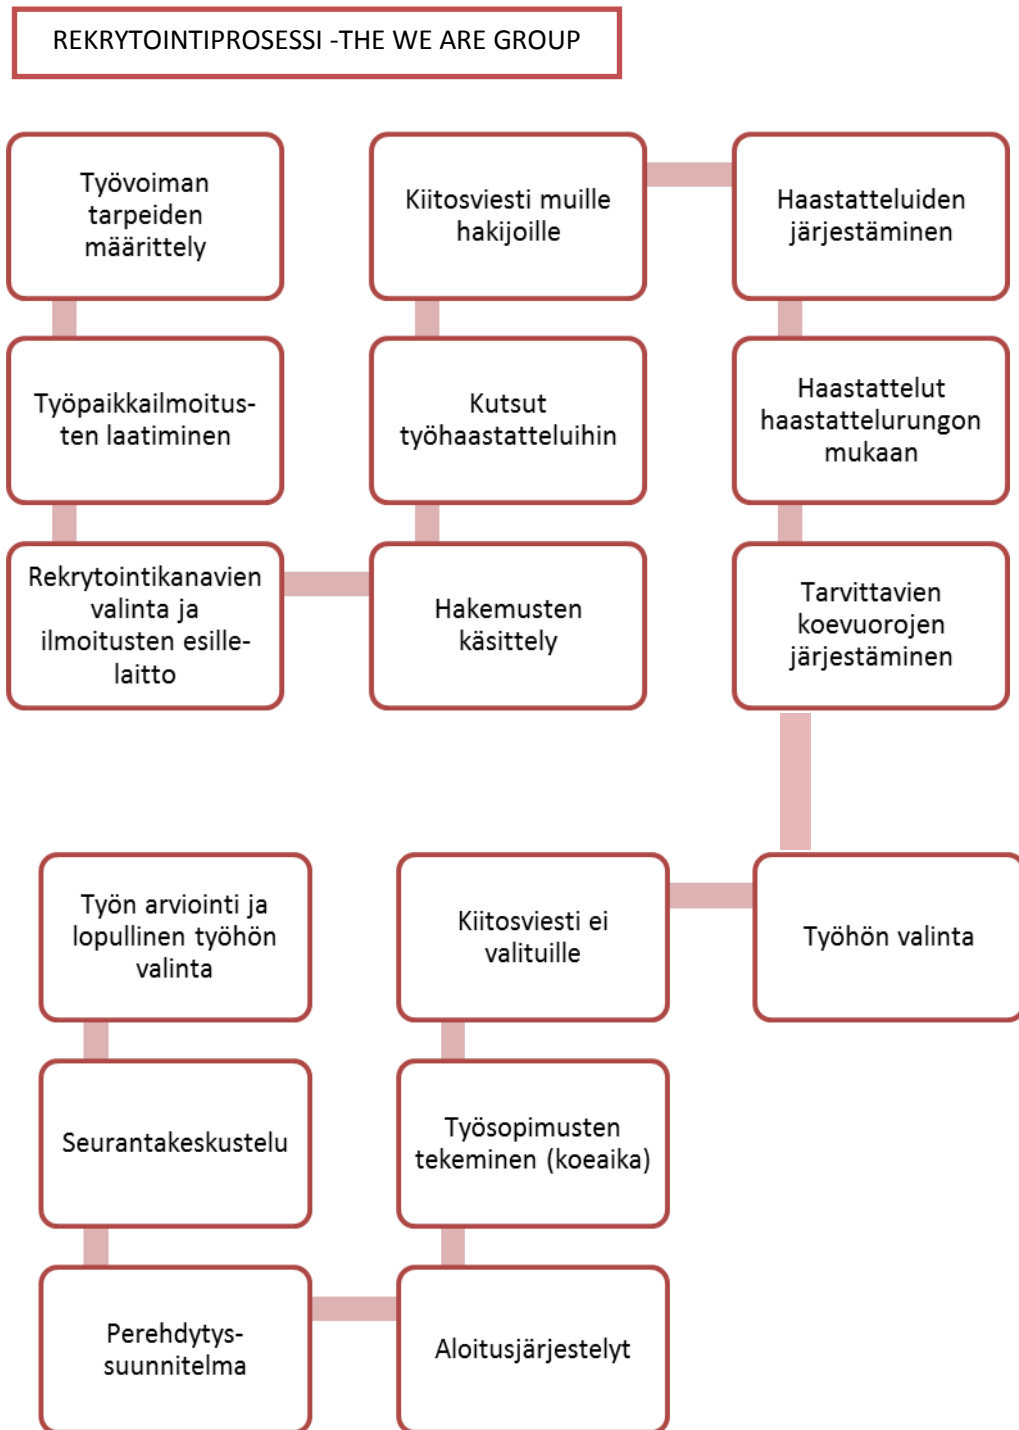 REKRYTOINTIPROSESSI -THE WE ARE GROUP
Työvoiman
tarpeiden
määrittely
Työpaikkailmoitus-
ten laatiminen
Rekrytointikanavien
valinta ja
ilmoitusten esille-
laitto
Hakemusten
käsittely
Kutsut
työhaastatteluihin
Kiitosviesti muille
hakijoille
Haastatteluiden
järjestäminen
Haastattelut
haastattelurungon
mukaan
Tarvittavien
koevuorojen
järjestäminen
Työhön valinta
Kiitosviesti ei
valituille
Työsopimusten
tekeminen (koeaika)
Aloitusjärjestelyt
Perehdytys-
suunnitelma
Seurantakeskustelu
Työn arviointi ja
lopullinen työhön
valinta